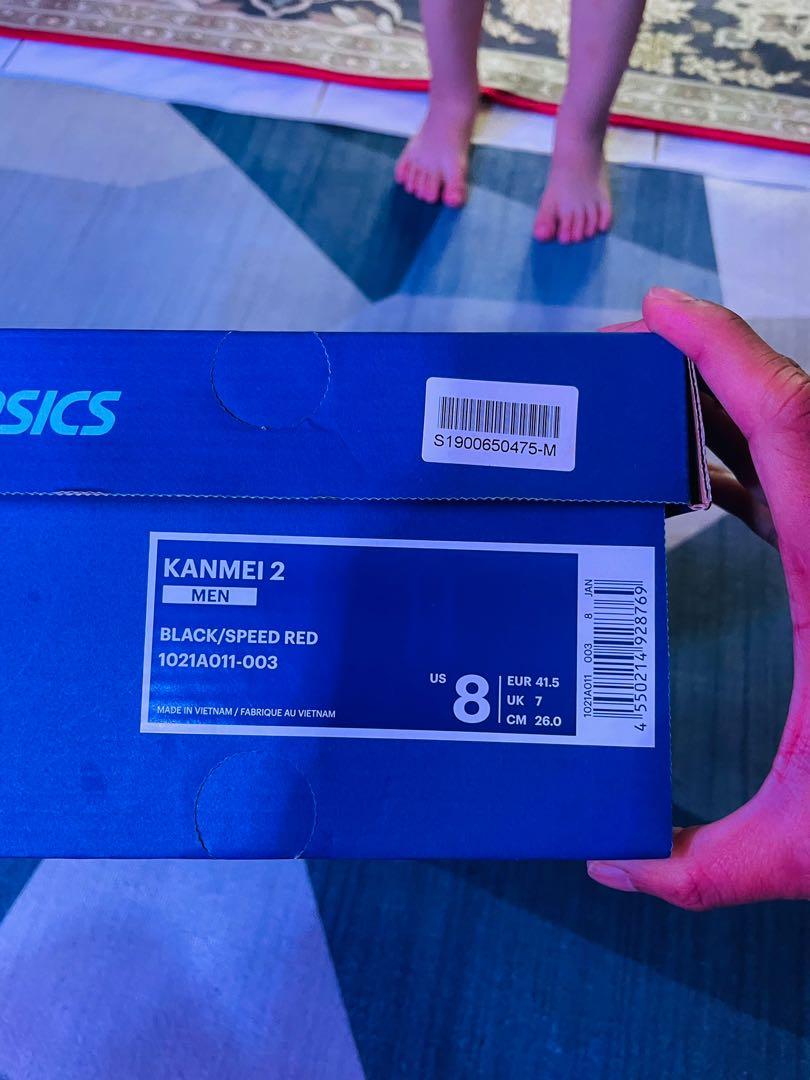 ASICS
S1900650475-M
KANMEI 2
MEN
BLACK/SPEED RED
1021A011-003
US 8
EUR 41.5
UK 7
CM 26.0
MADE IN VIETNAM / FABRIQUE AU VIETNAM
1021A011 003 8 JAN
4 550214 928769